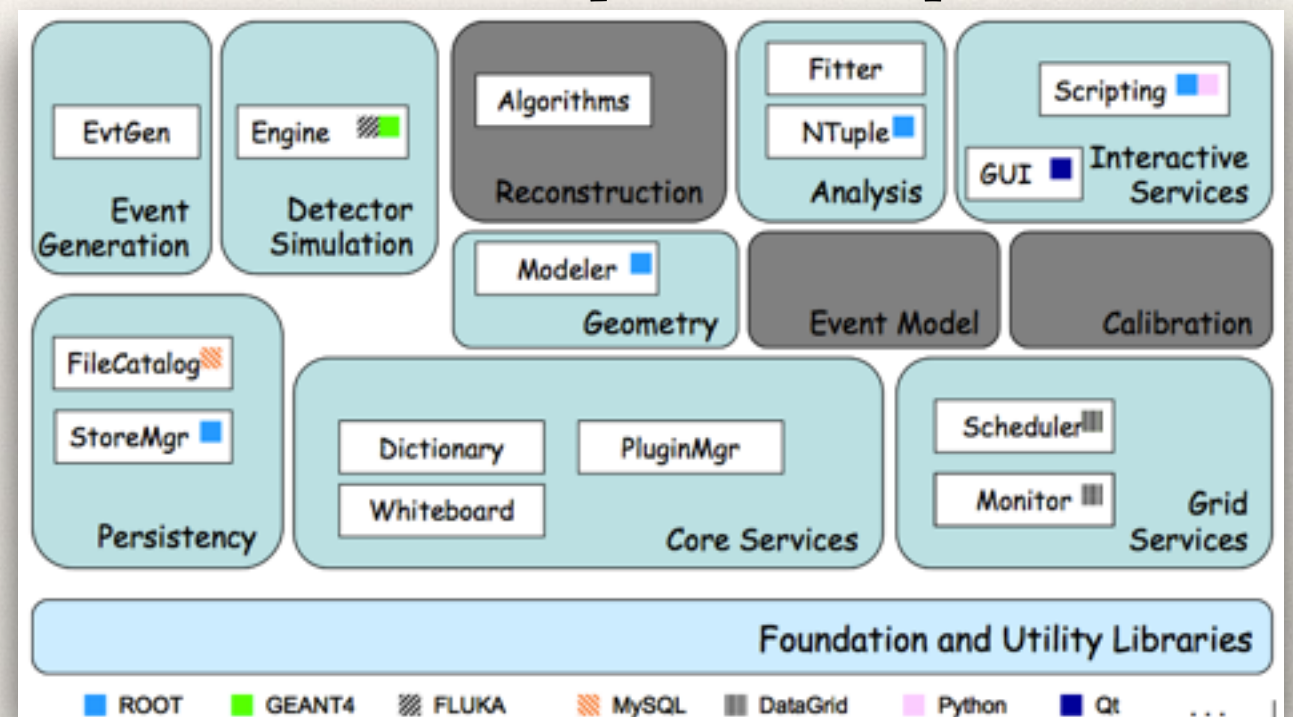 EvtGen
Event
Generation
Engine
Detector
Simulation
Algorithms
Reconstruction
Fitter
NTuple
Analysis
Scripting
GUI
Interactive
Services
Modeler
Geometry
Event Model
Calibration
FileCatalog
StoreMgr
Persistency
Dictionary
PluginMgr
Whiteboard
Core Services
Scheduler
Monitor
Grid
Services
Foundation and Utility Libraries
ROOT GEANT4 FLUKA MySQL DataGrid Python Qt ...